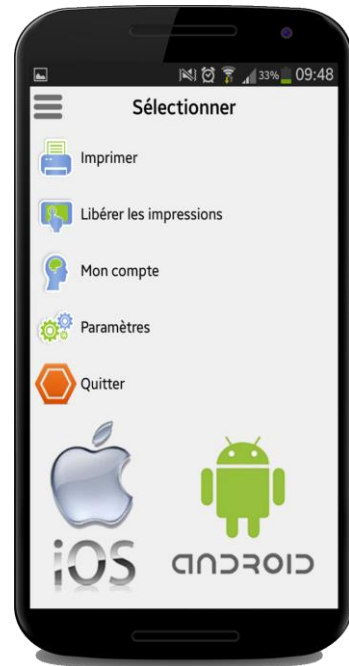 33% 09:48
Sélectionner
Imprimer
Libérer les impressions
Mon compte
Paramètres
Quitter
iOS
ANDROID